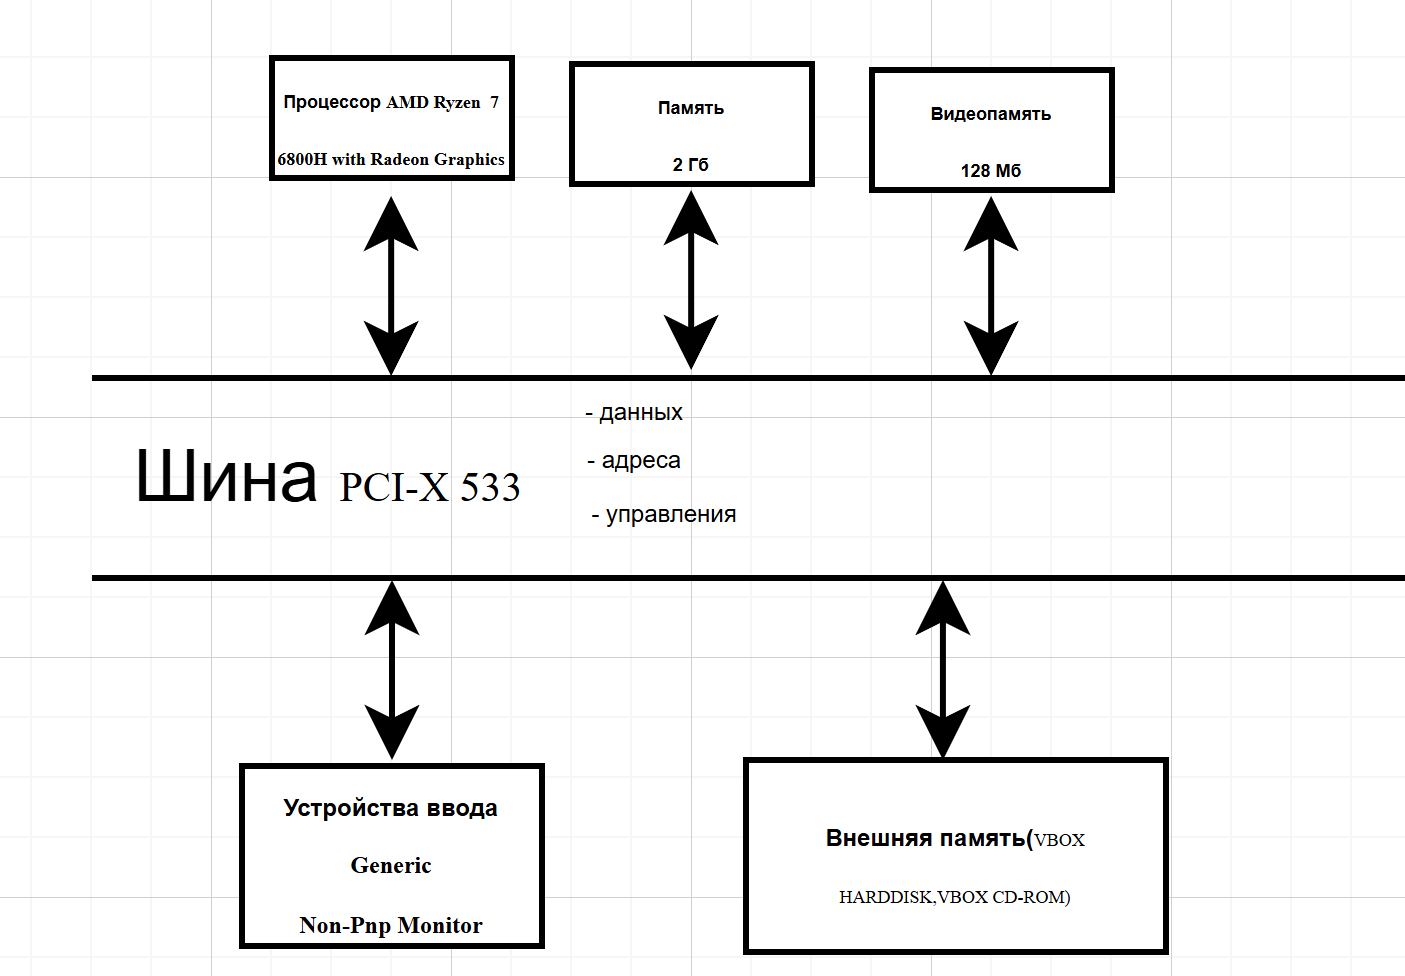 Процессор AMD Ryzen 7
6800H with Radeon Graphics
Память
2 Гб
Видеопамять
128 Мб
- данных
Шина PCI-X 533
- адреса
- управления
Устройства ввода
Generic
Non-Pnp Monitor
Внешняя память(VBOX
HARDDISK,VBOX CD-ROM)